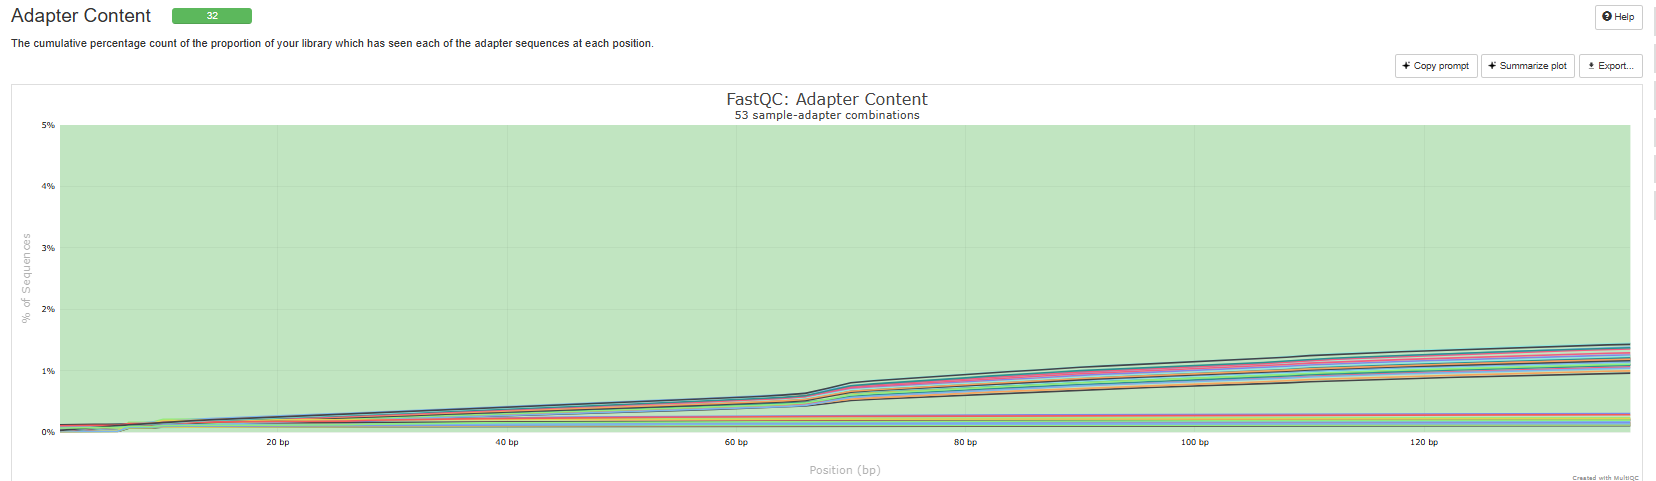 Adapter Content 32
Help
The cumulative percentage count of the proportion of your library which has seen each of the adapter sequences at each position.
Copy prompt Summarize plot Export...
FastQC: Adapter Content
53 sample-adapter combinations
5%
4%
3%
2%
1%
0%
% of Sequences
20 bp 40 bp 60 bp 80 bp 100 bp 120 bp
Position (bp)
Created with MultiQC